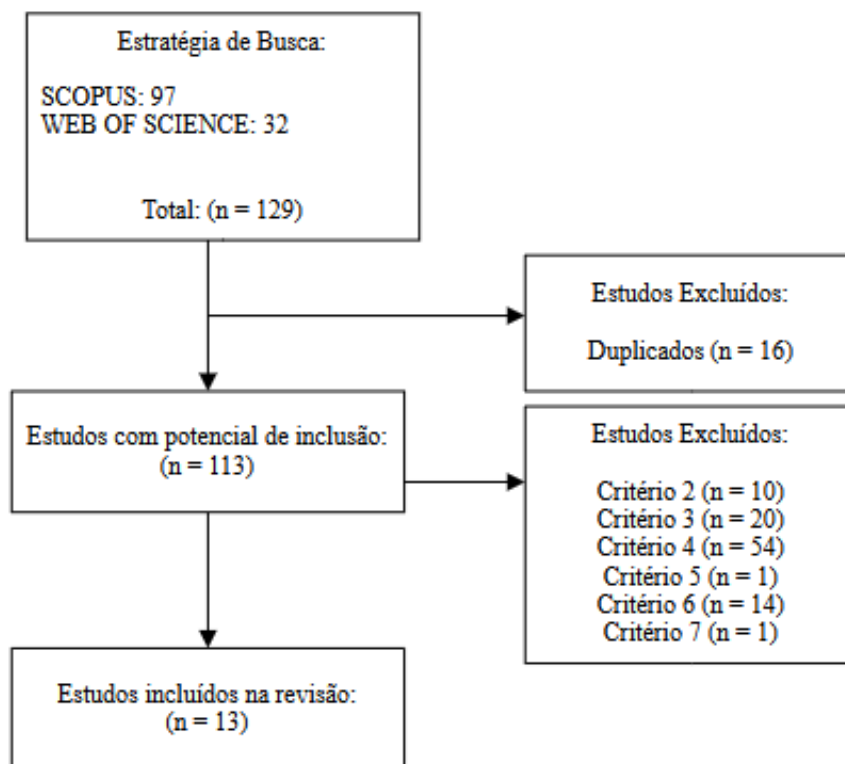 Estratégia de Busca:
SCOPUS: 97
WEB OF SCIENCE: 32
Total: (n = 129)
Estudos Excluídos:
Duplicados (n = 16)
Estudos com potencial de inclusão:
(n = 113)
Estudos Excluídos:
Critério 2 (n = 10)
Critério 3 (n = 20)
Critério 4 (n = 54)
Critério 5 (n = 1)
Critério 6 (n = 14)
Critério 7 (n = 1)
Estudos incluídos na revisão:
(n = 13)